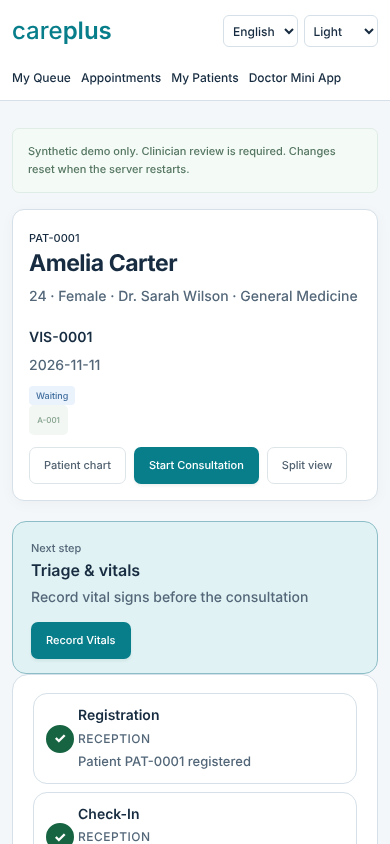 careplus
English
Light
My Queue
Appointments
My Patients
Doctor Mini App
Synthetic demo only. Clinician review is required. Changes
reset when the server restarts.
PAT-0001
Amelia Carter
24 · Female · Dr. Sarah Wilson · General Medicine
VIS-0001
2026-11-11
Waiting
A-001
Patient chart
Start Consultation
Split view
Next step
Triage & vitals
Record vital signs before the consultation
Record Vitals
Registration
RECEPTION
Patient PAT-0001 registered
Check-In
RECEPTION